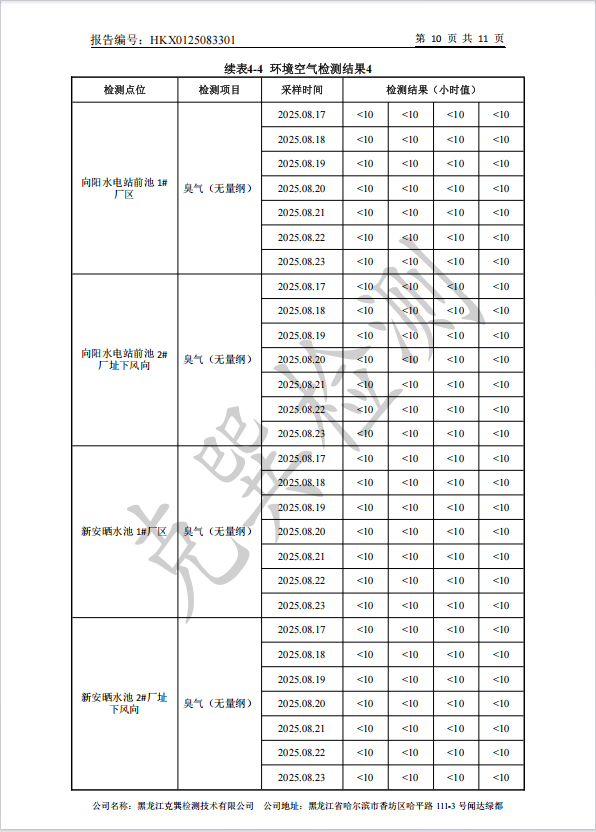 报告编号：HKX0125083301
第 10 页 共 11 页
续表4-4 环境空气检测结果4
检测点位 检测项目 采样时间 检测结果（小时值）
向阳水电站前池 1#
厂区
臭气（无量纲）
2025.08.17 <10 <10 <10 <10
2025.08.18 <10 <10 <10 <10
2025.08.19 <10 <10 <10 <10
2025.08.20 <10 <10 <10 <10
2025.08.21 <10 <10 <10 <10
2025.08.22 <10 <10 <10 <10
2025.08.23 <10 <10 <10 <10
向阳水电站前池 2#
厂址下风向
臭气（无量纲）
2025.08.17 <10 <10 <10 <10
2025.08.18 <10 <10 <10 <10
2025.08.19 <10 <10 <10 <10
2025.08.20 <10 <10 <10 <10
2025.08.21 <10 <10 <10 <10
2025.08.22 <10 <10 <10 <10
2025.08.23 <10 <10 <10 <10
新安晒水池 1#厂区
臭气（无量纲）
2025.08.17 <10 <10 <10 <10
2025.08.18 <10 <10 <10 <10
2025.08.19 <10 <10 <10 <10
2025.08.20 <10 <10 <10 <10
2025.08.21 <10 <10 <10 <10
2025.08.22 <10 <10 <10 <10
2025.08.23 <10 <10 <10 <10
新安晒水池 2#厂址
下风向
臭气（无量纲）
2025.08.17 <10 <10 <10 <10
2025.08.18 <10 <10 <10 <10
2025.08.19 <10 <10 <10 <10
2025.08.20 <10 <10 <10 <10
2025.08.21 <10 <10 <10 <10
2025.08.22 <10 <10 <10 <10
2025.08.23 <10 <10 <10 <10
克巽检测
公司名称：黑龙江克巽检测技术有限公司 公司地址：黑龙江省哈尔滨市香坊区哈平路 111-3 号闻达绿都